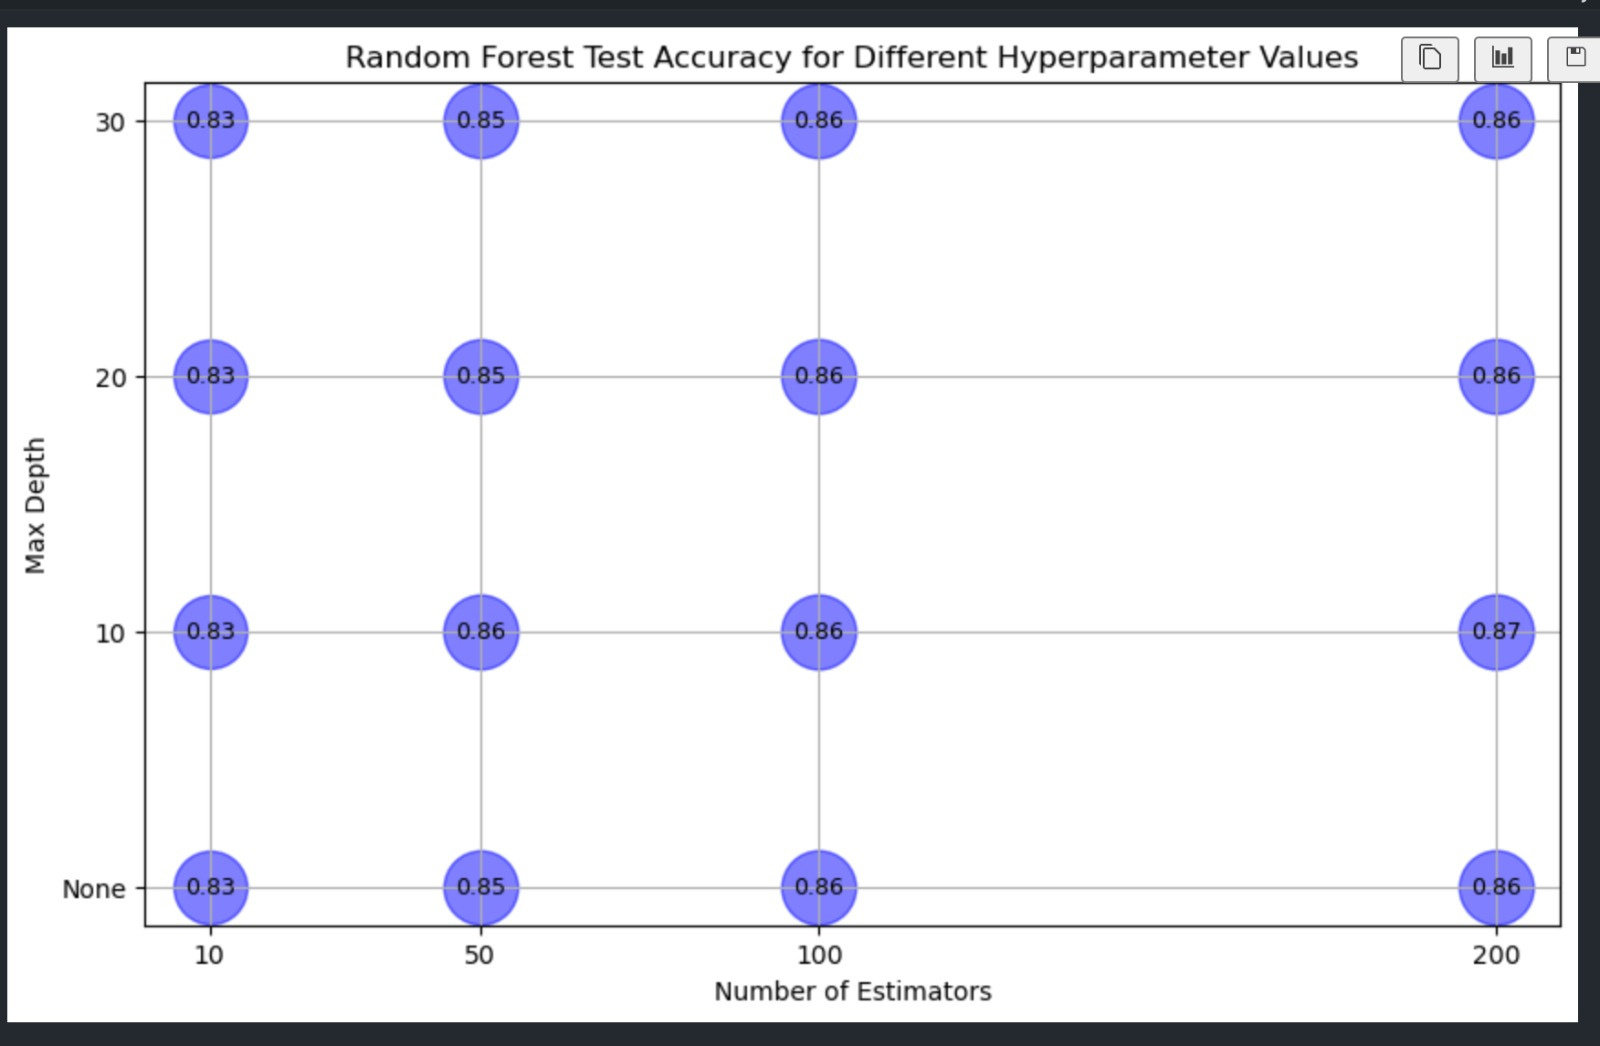 Random Forest Test Accuracy for Different Hyperparameter Values
30
0.83 0.85 0.86 0.86
20
0.83 0.85 0.86 0.86
Max Depth
10
0.83 0.86 0.86 0.87
None
0.83 0.85 0.86 0.86
10 50 100 200
Number of Estimators